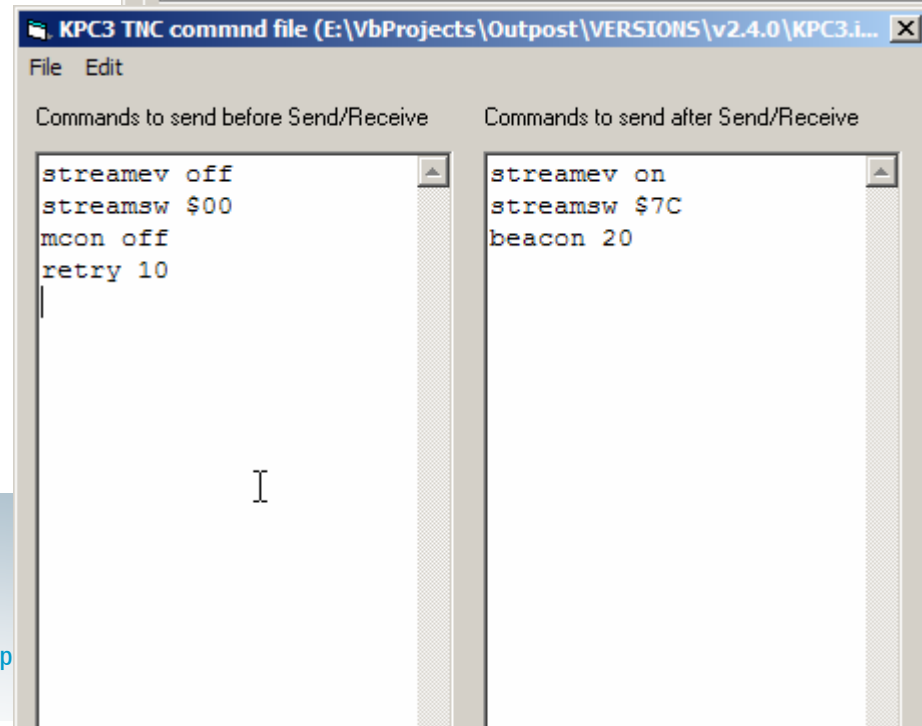 KPC3 TNC commnd file (E:\VbProjects\Outpost\VERSIONS\v2.4.0\KPC3.i...
File Edit
Commands to send before Send/Receive
streamev off
streamsw $00
mcon off
retry 10
Commands to send after Send/Receive
streamev on
streamsw $7C
beacon 20
p